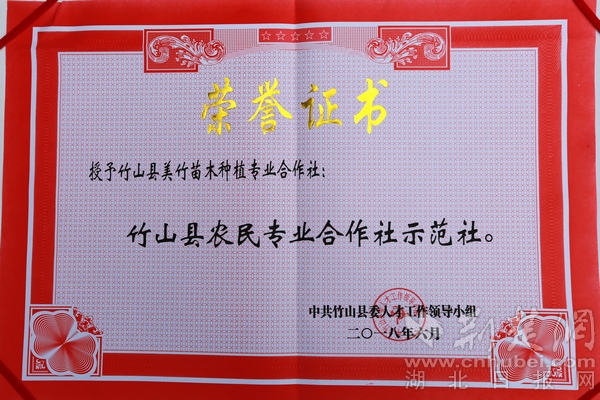 荣誉证书
授予竹山县美竹苗木种植专业合作社：
竹山县农民专业合作社示范社。
中共竹山县委人才工作领导小组
二〇一八年六月
荆楚网
www.cnhubei.com
湖北日报网